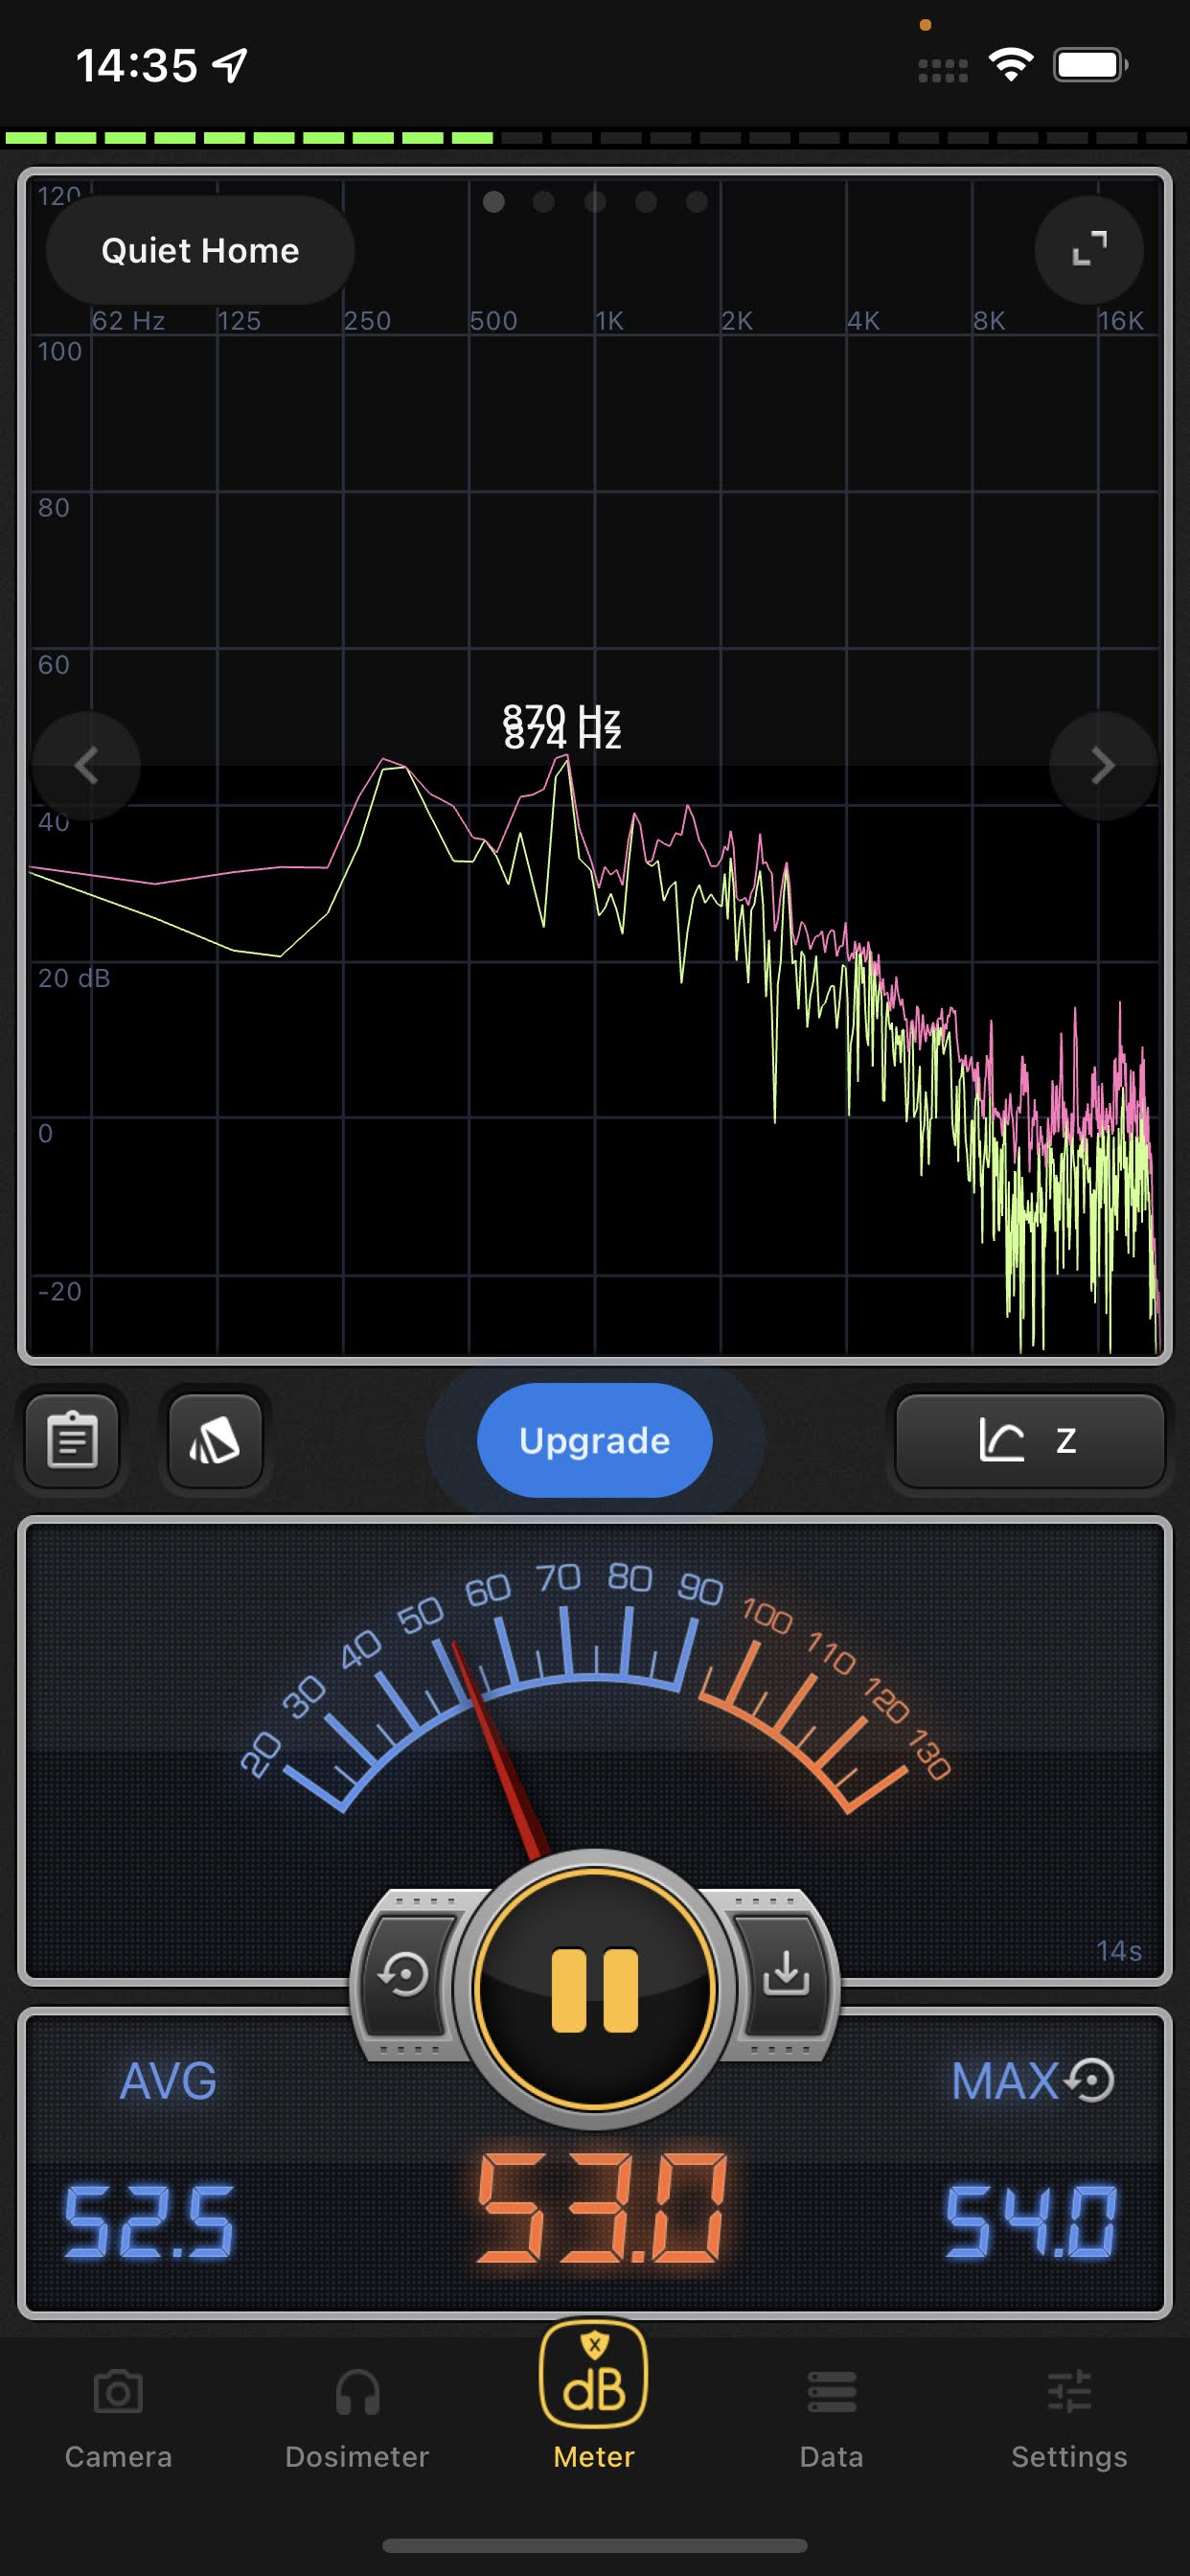 14:35
120
Quiet Home
62 Hz 125 250 500 1K 2K 4K 8K 16K
100
80
60
870 Hz
874 Hz
40
20 dB
0
-20
Upgrade
Z
20 30 40 50 60 70 80 90 100 110 120 130
14s
AVG MAX
52.5 53.0 54.0
X
dB
Camera Dosimeter Meter Data Settings